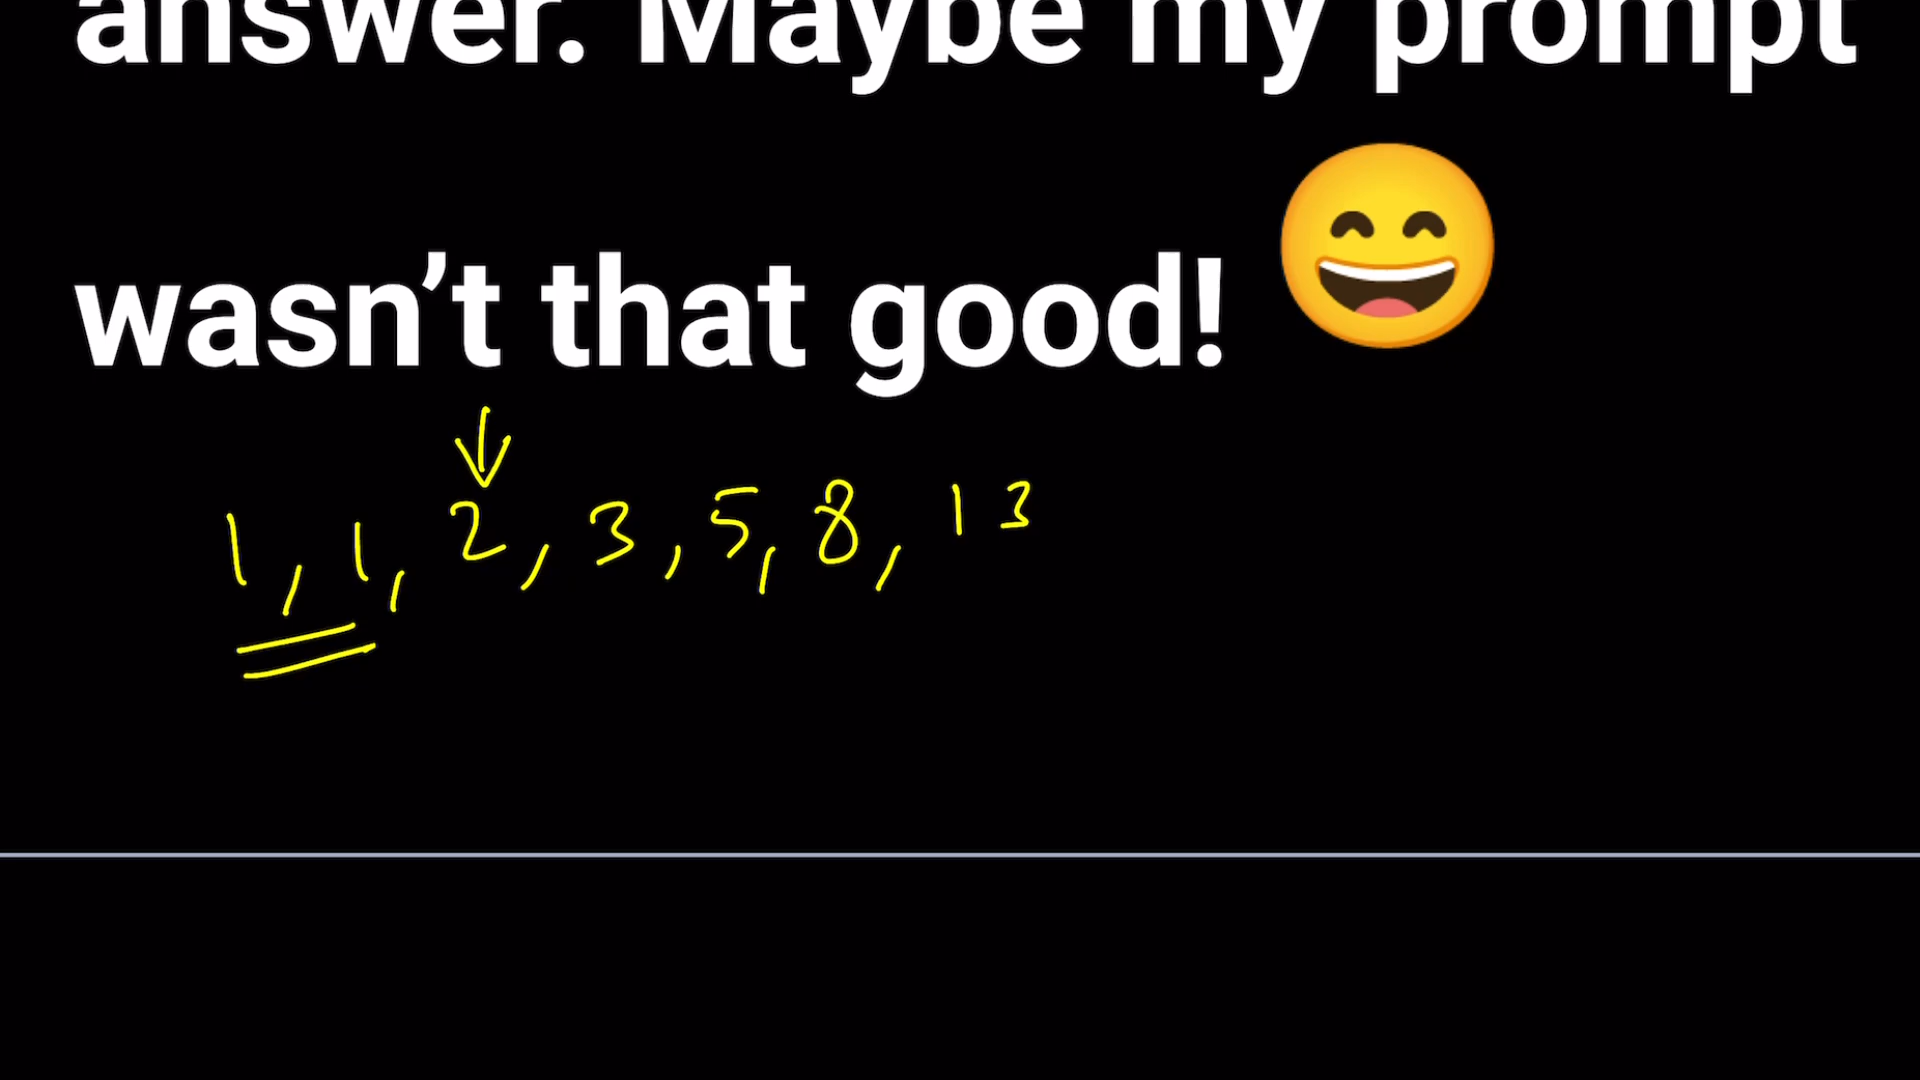 answer. Maybe my prompt
wasn’t that good! 😄
1, 1, 2, 3, 5, 8, 13